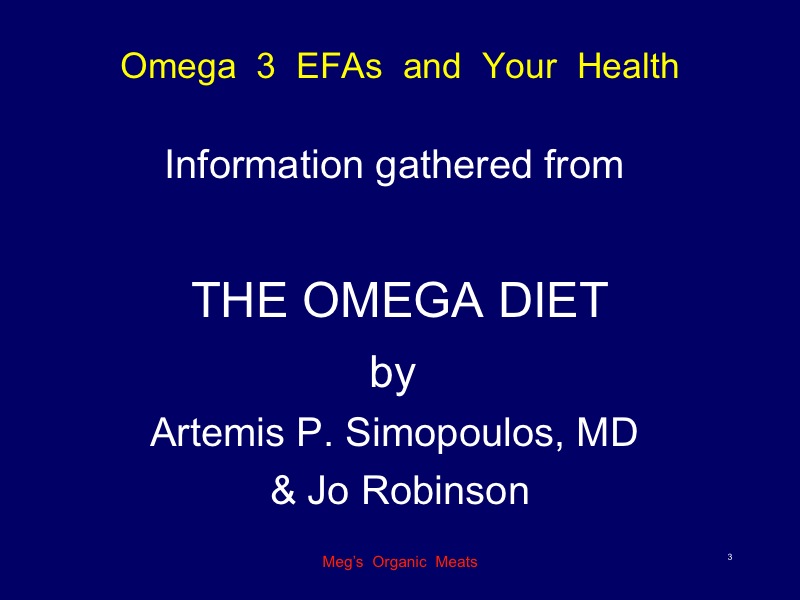 Omega 3 EFAs and Your Health
Information gathered from
THE OMEGA DIET
by
Artemis P. Simopoulos, MD
& Jo Robinson
Meg’s Organic Meats
3